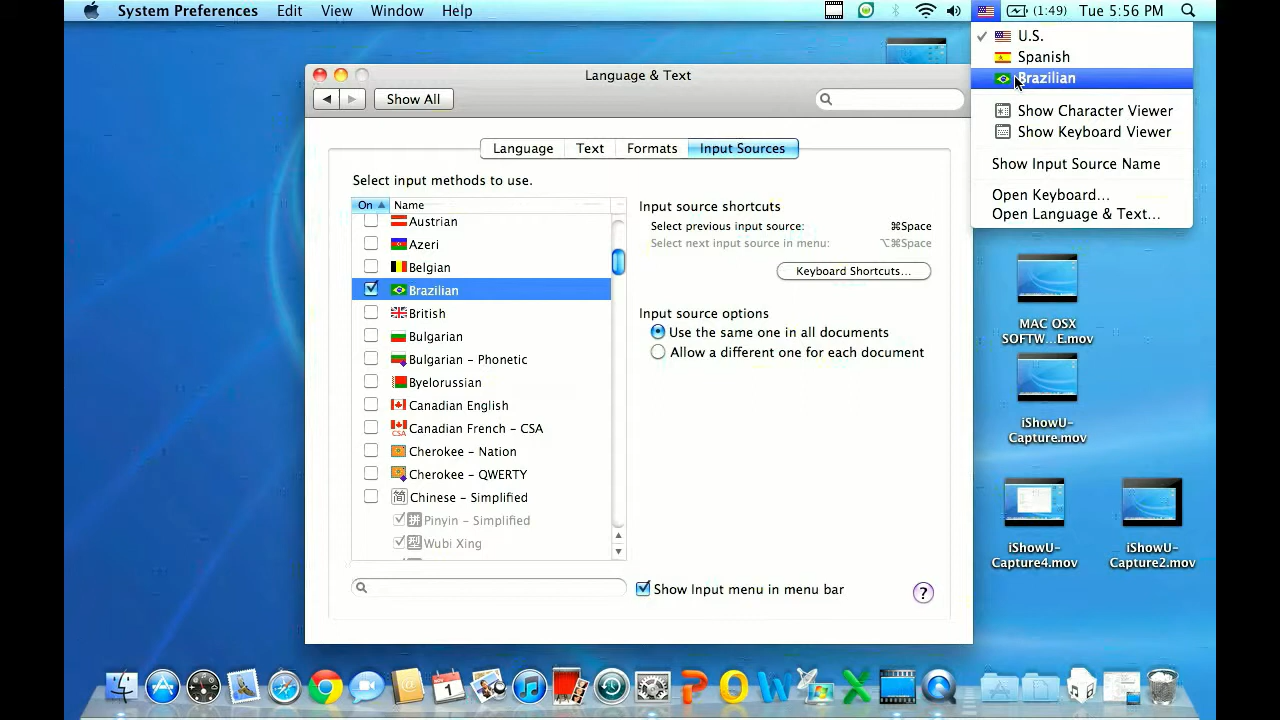 System Preferences Edit View Window Help (1:49) Tue 5:56 PM
U.S.
Spanish
Brazilian
Show Character Viewer
Show Keyboard Viewer
Show Input Source Name
Open Keyboard...
Open Language & Text...
Language & Text
Show All
Language Text Formats Input Sources
Select input methods to use.
On Name
Austrian
Azeri
Belgian
Brazilian
British
Bulgarian
Bulgarian - Phonetic
Byelorussian
Canadian English
CSA Canadian French - CSA
Cherokee - Nation
Cherokee - QWERTY
简 Chinese - Simplified
拼 Pinyin - Simplified
型 Wubi Xing
Input source shortcuts
Select previous input source: ⌘Space
Select next input source in menu: ⌥⌘Space
Keyboard Shortcuts...
Input source options
Use the same one in all documents
Allow a different one for each document
Show Input menu in menu bar ?
MAC OSX
SOFTW...E.mov
iShowU-
Capture.mov
iShowU-
Capture4.mov
iShowU-
Capture2.mov
NOV
1